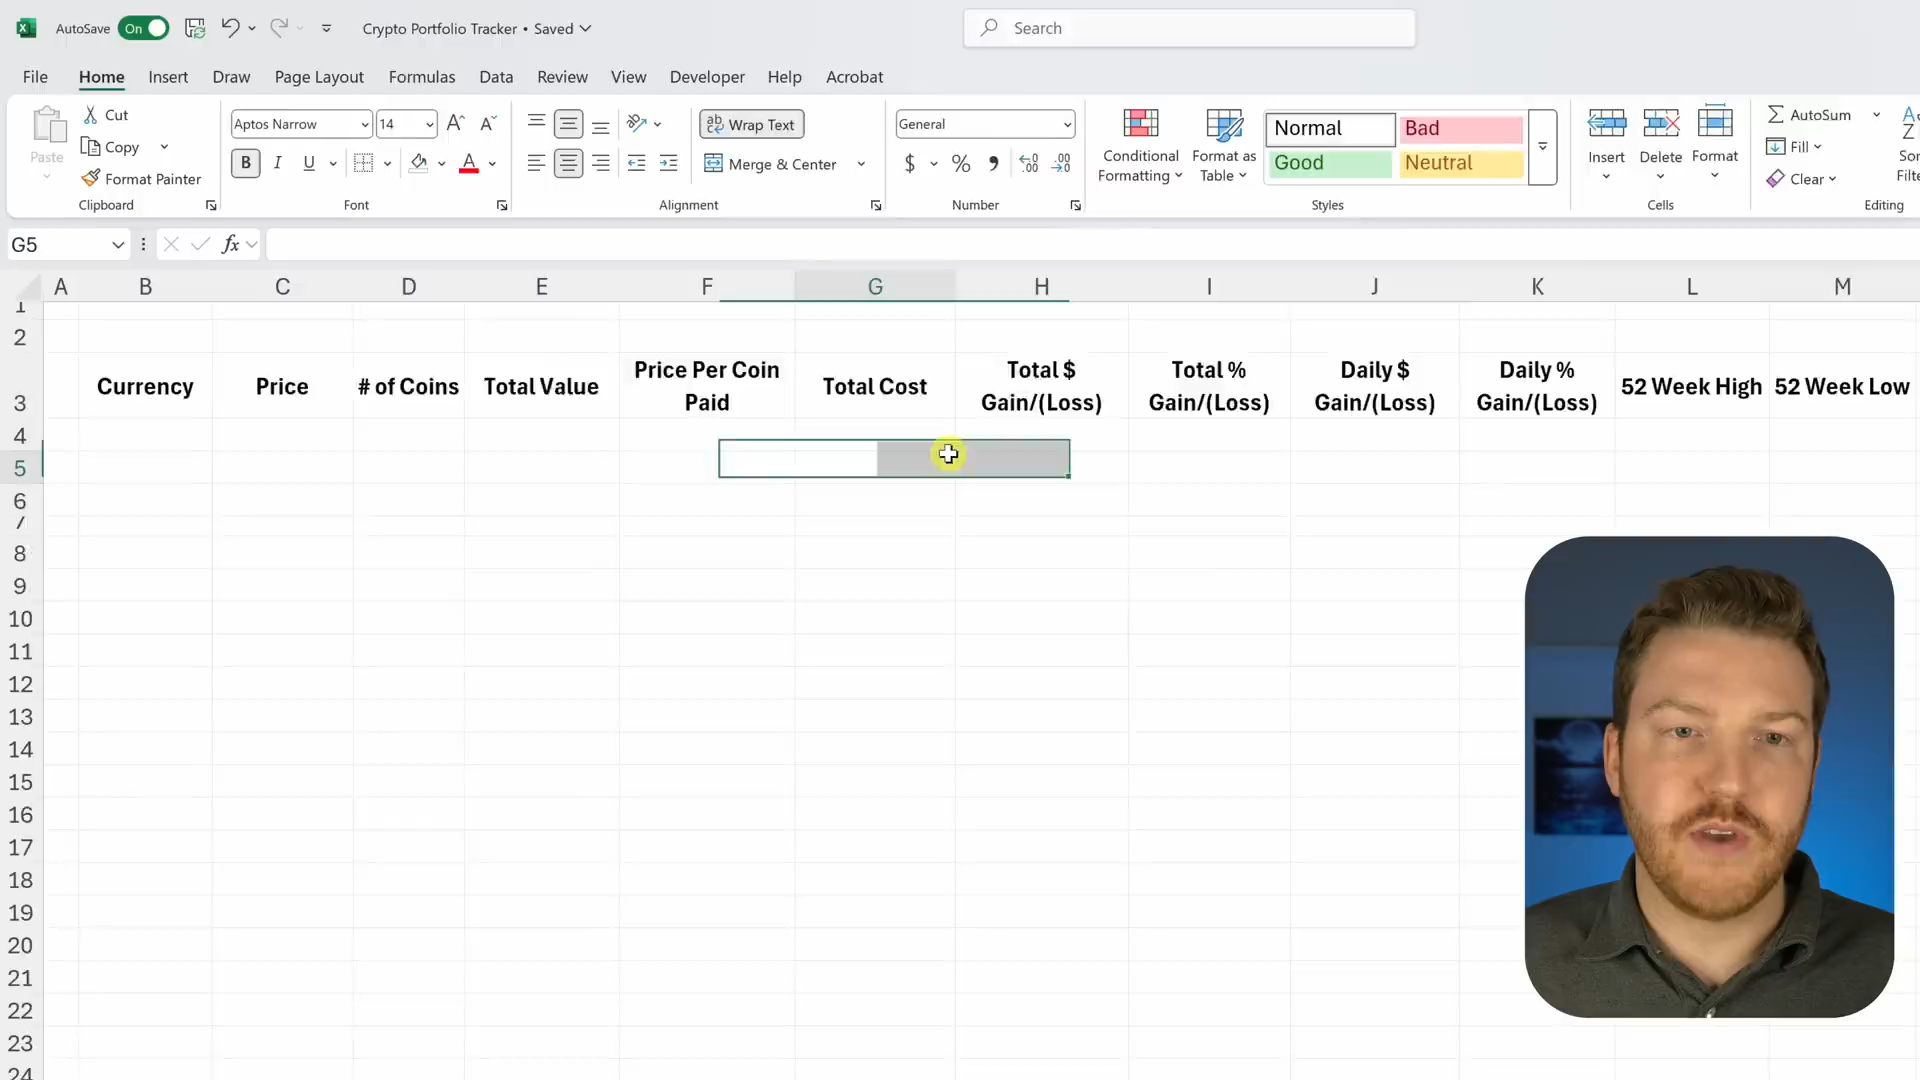 AutoSave On Crypto Portfolio Tracker • Saved Search
File Home Insert Draw Page Layout Formulas Data Review View Developer Help Acrobat
Paste Cut Copy Format Painter Clipboard
Aptos Narrow 14 B I U A Font
Wrap Text Merge & Center Alignment
General $ % Number
Conditional Formatting Format as Table Normal Bad Good Neutral Styles
Insert Delete Format Cells
AutoSum Fill Clear Editing
G5 fx
A B C D E F G H I J K L M
1
2
3 Currency Price # of Coins Total Value Price Per Coin Paid Total Cost Total $ Gain/(Loss) Total % Gain/(Loss) Daily $ Gain/(Loss) Daily % Gain/(Loss) 52 Week High 52 Week Low
4
5
6
7
8
9
10
11
12
13
14
15
16
17
18
19
20
21
22
23
24